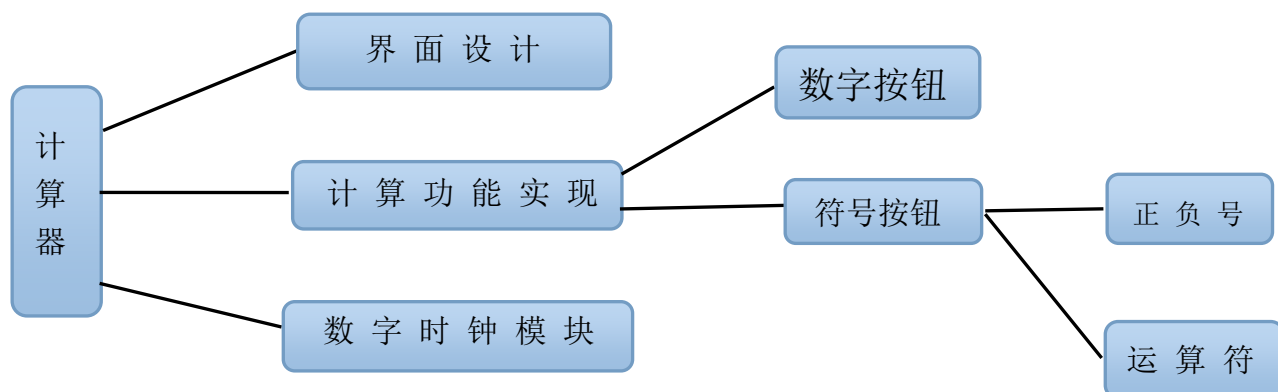 计算器
界面设计
计算功能实现
数字时钟模块
数字按钮
符号按钮
正负号
运算符